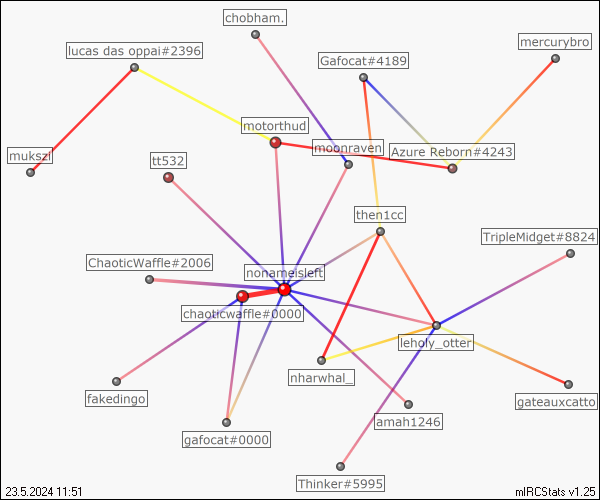 chobham.
mercurybro
lucas das oppai#2396
Gafocat#4189
motorthud
moonraven
mukszi
tt532
Azure Reborn#4243
then1cc
TripleMidget#8824
ChaoticWaffle#2006
nonameisleft
chaoticwaffle#0000
leholy_otter
nharwhal_
fakedingo
gateauxcatto
amah1246
gafocat#0000
Thinker#5995
23.5.2024 11:51
mIRCStats v1.25